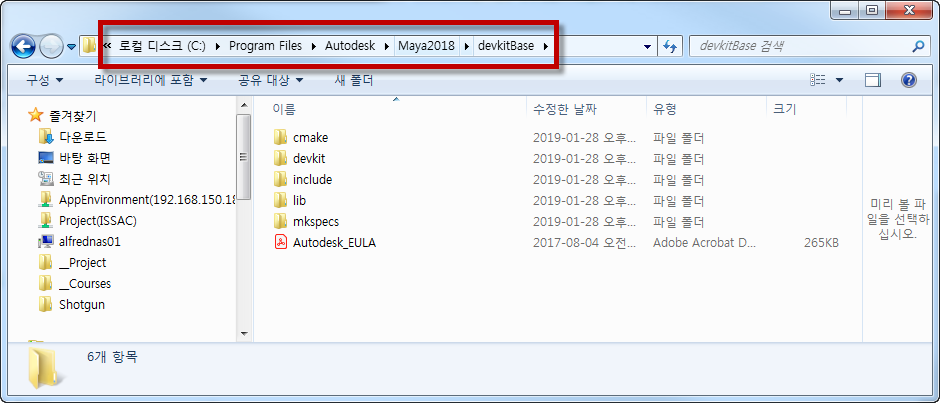 « 로컬 디스크 (C:) ▸ Program Files ▸ Autodesk ▸ Maya2018 ▸ devkitBase ▸
devkitBase 검색
구성 ▼ 라이브러리에 포함 ▼ 공유 대상 ▼ 새 폴더
이름 수정한 날짜 유형 크기
즐겨찾기
다운로드
바탕 화면
최근 위치
AppEnvironment(192.168.150.18
Project(ISSAC)
alfrednas01
__Project
__Courses
Shotgun
cmake 2019-01-28 오후... 파일 폴더
devkit 2019-01-28 오후... 파일 폴더
include 2019-01-28 오후... 파일 폴더
lib 2019-01-28 오후... 파일 폴더
mkspecs 2019-01-28 오후... 파일 폴더
Autodesk_EULA 2017-08-04 오전... Adobe Acrobat D... 265KB
미리 볼 파
일을 선택하
십시오.
6개 항목